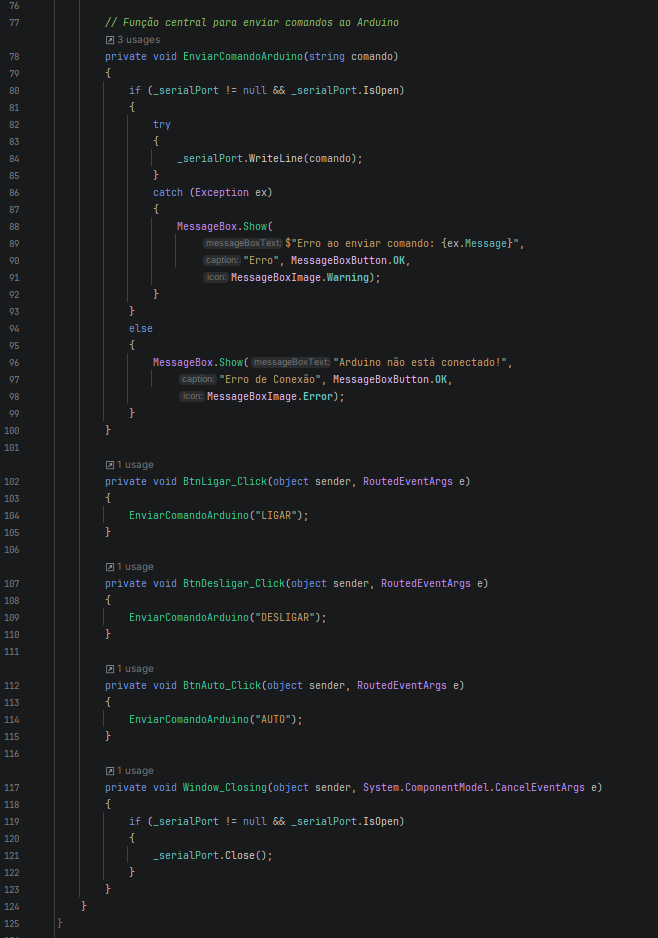 76
77 // Função central para enviar comandos ao Arduino
3 usages
78 private void EnviarComandoArduino(string comando)
79 {
80 if (_serialPort != null && _serialPort.IsOpen)
81 {
82 try
83 {
84 _serialPort.WriteLine(comando);
85 }
86 catch (Exception ex)
87 {
88 MessageBox.Show(
89 messageBoxText: $"Erro ao enviar comando: {ex.Message}",
90 caption: "Erro", MessageBoxButton.OK,
91 icon: MessageBoxImage.Warning);
92 }
93 }
94 else
95 {
96 MessageBox.Show( messageBoxText: "Arduino não está conectado!",
97 caption: "Erro de Conexão", MessageBoxButton.OK,
98 icon: MessageBoxImage.Error);
99 }
100 }
101
1 usage
102 private void BtnLigar_Click(object sender, RoutedEventArgs e)
103 {
104 EnviarComandoArduino("LIGAR");
105 }
106
1 usage
107 private void BtnDesligar_Click(object sender, RoutedEventArgs e)
108 {
109 EnviarComandoArduino("DESLIGAR");
110 }
111
1 usage
112 private void BtnAuto_Click(object sender, RoutedEventArgs e)
113 {
114 EnviarComandoArduino("AUTO");
115 }
116
1 usage
117 private void Window_Closing(object sender, System.ComponentModel.CancelEventArgs e)
118 {
119 if (_serialPort != null && _serialPort.IsOpen)
120 {
121 _serialPort.Close();
122 }
123 }
124 }
125 }